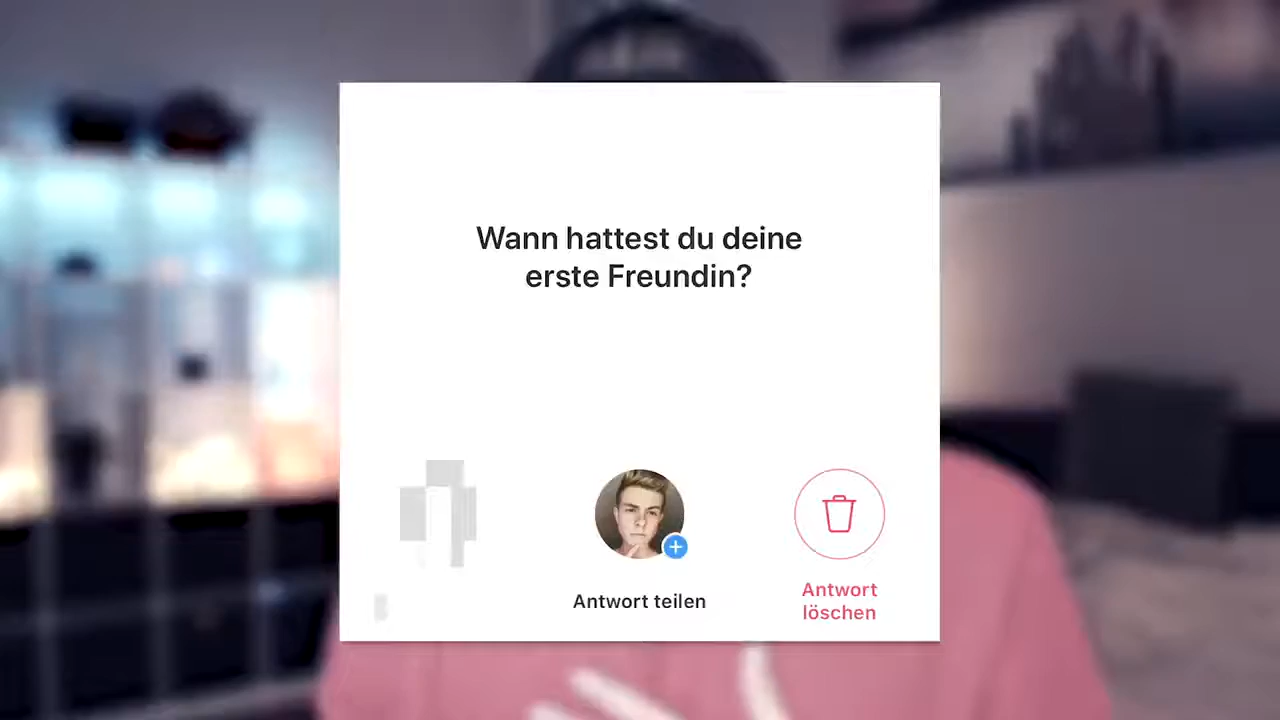 Wann hattest du deine
erste Freundin?
Antwort teilen
Antwort
löschen